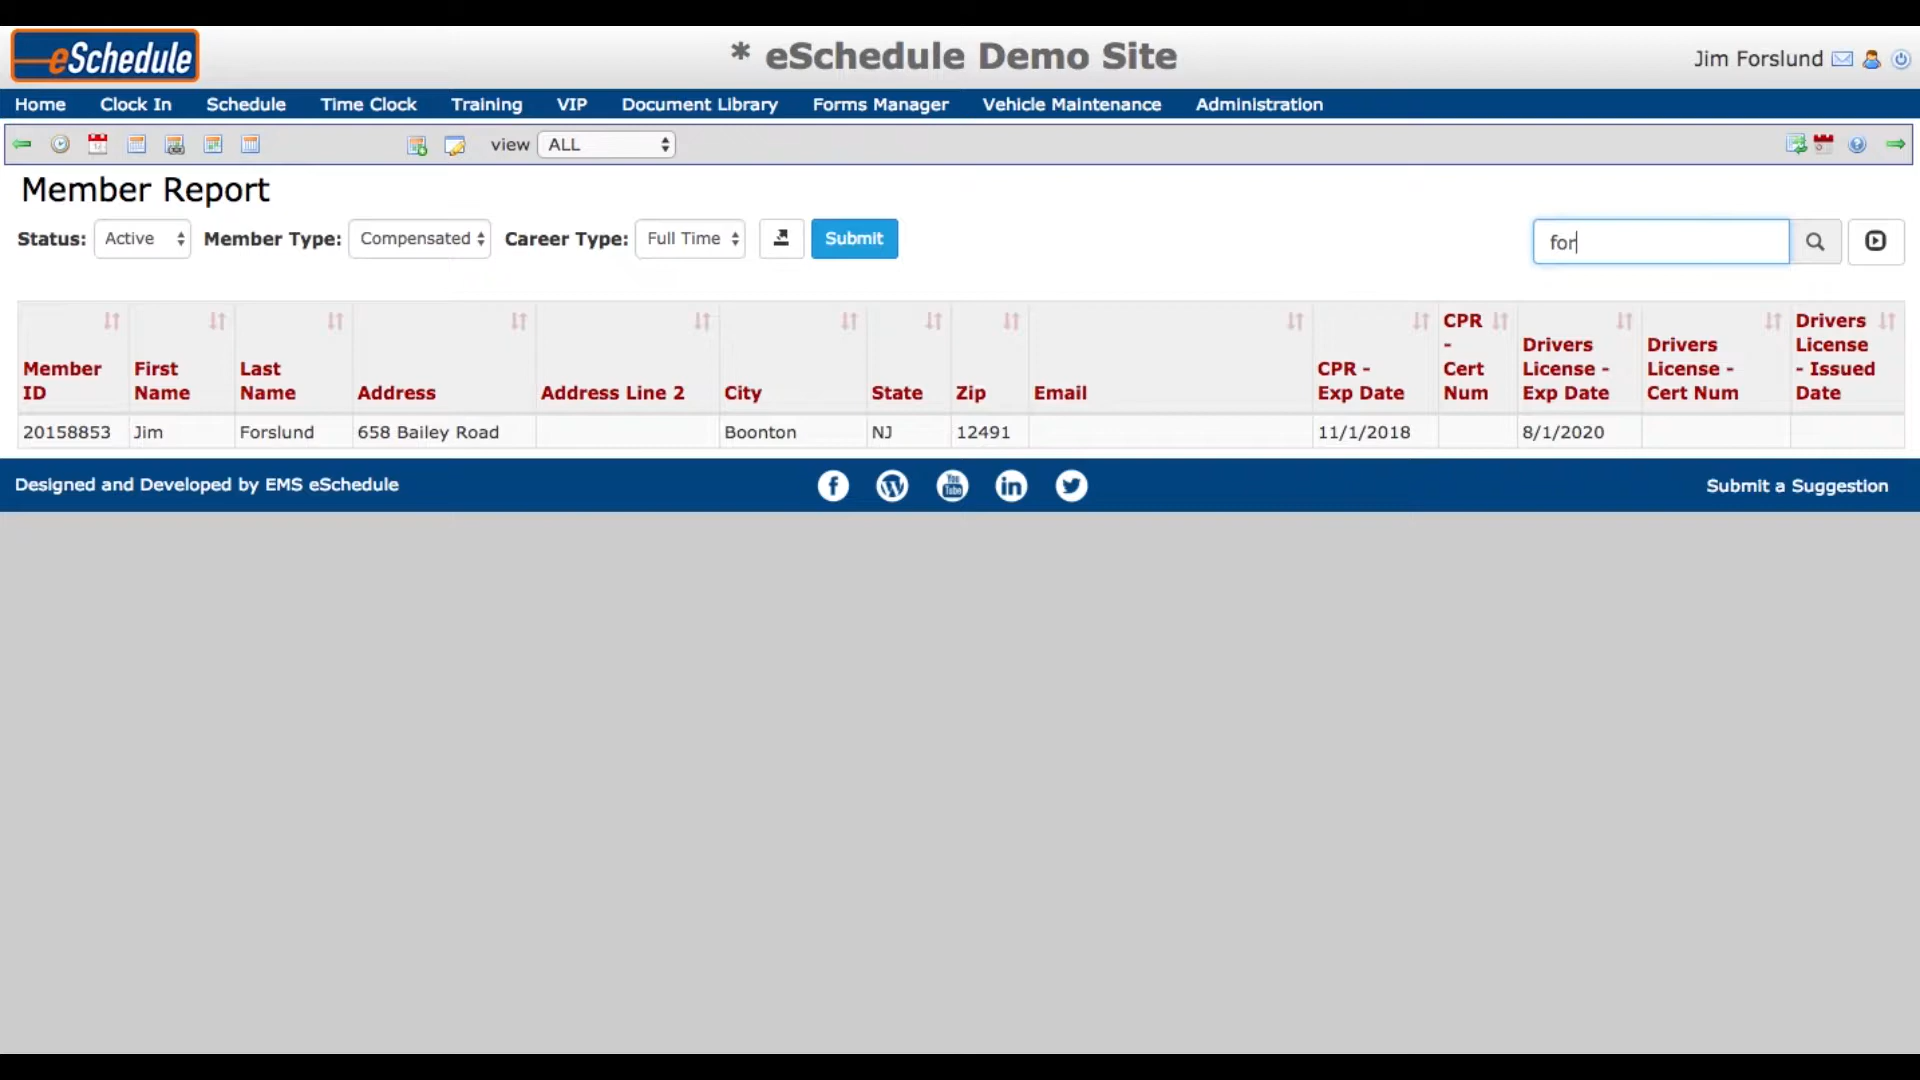 eSchedule
* eSchedule Demo Site
Jim Forslund
Home Clock In Schedule Time Clock Training VIP Document Library Forms Manager Vehicle Maintenance Administration
view ALL
Member Report
Status: Active Member Type: Compensated Career Type: Full Time Submit
for
Member ID First Name Last Name Address Address Line 2 City State Zip Email CPR - Exp Date CPR - Cert Num Drivers License - Exp Date Drivers License - Cert Num Drivers License - Issued Date
20158853 Jim Forslund 658 Bailey Road Boonton NJ 12491 11/1/2018 8/1/2020
Designed and Developed by EMS eSchedule
You Tube
Submit a Suggestion